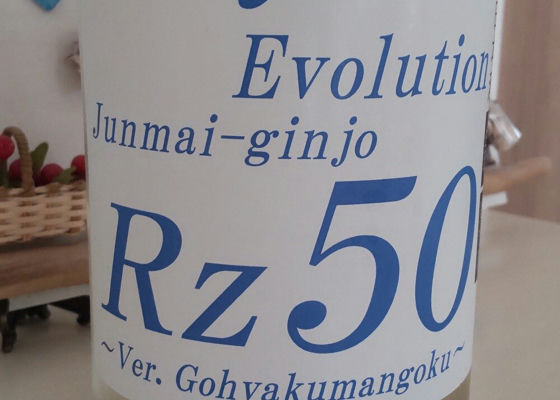 Evolution
Junmai-ginjo
Rz50
~Ver. Gohyakumangoku~